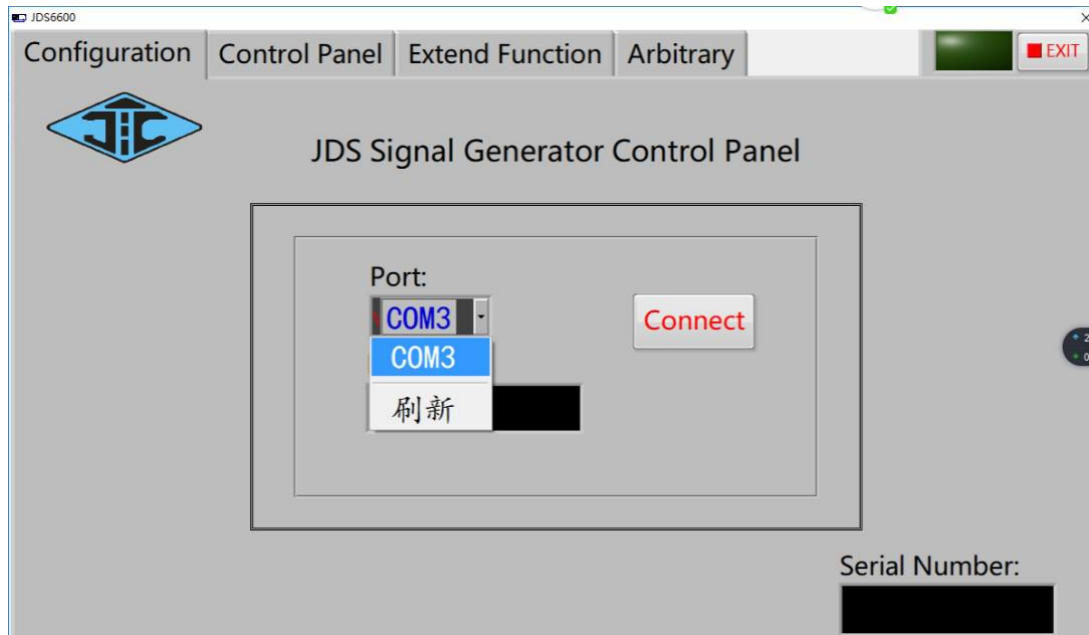 JDS6600
Configuration
Control Panel
Extend Function
Arbitrary
EXIT
JDS Signal Generator Control Panel
Port:
COM3
Connect
COM3
刷新
Serial Number: